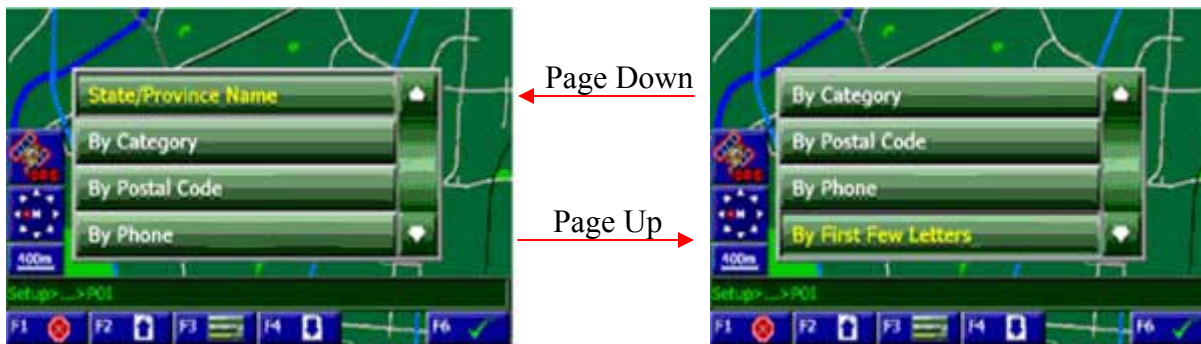 State/Province Name
By Category
By Postal Code
By Phone
GPS
N
400m
Setup>...>POI
F1 F2 F3 F4 F6
Page Down
Page Up
By Category
By Postal Code
By Phone
By First Few Letters
GPS
N
400m
Setup>...>POI
F1 F2 F3 F4 F6